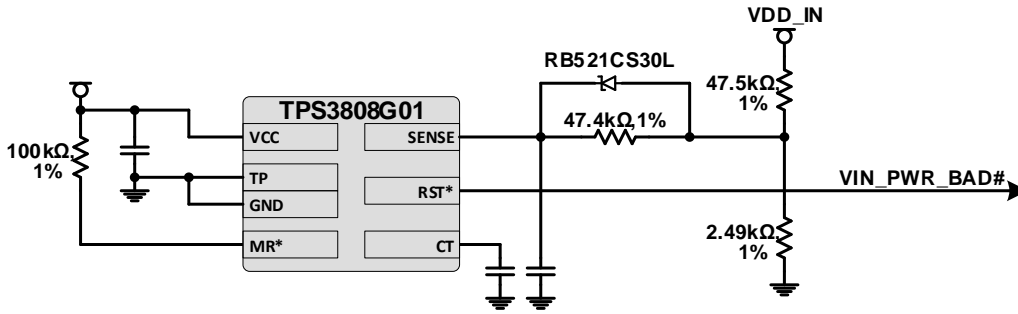 VDD_IN
RB521CS30L
47.5kΩ,
1%
TPS3808G01
47.4kΩ,1%
VCC
SENSE
100kΩ,
1%
TP
RST*
VIN_PWR_BAD#
GND
2.49kΩ,
1%
MR*
CT